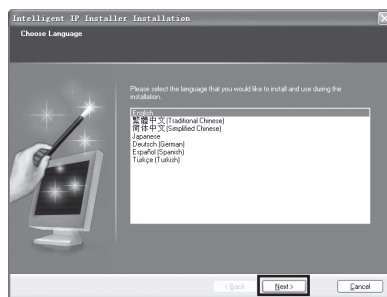 Intelligent IP Installer Installation
Choose Language
Please select the language that you would like to install and use during the
installation.
English
繁體中文(Traditional Chinese)
简体中文(Simplified Chinese)
Japanese
Deutsch (German)
Español (Spanish)
Türkçe (Turkish)
< Back
Next >
Cancel